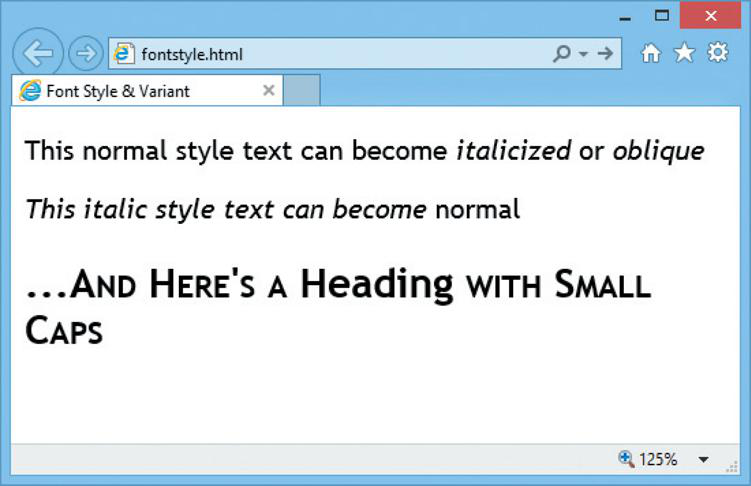 fontstyle.html
Font Style & Variant
This normal style text can become italicized or oblique
This italic style text can become normal
...And Here's a Heading with Small
Caps
125%